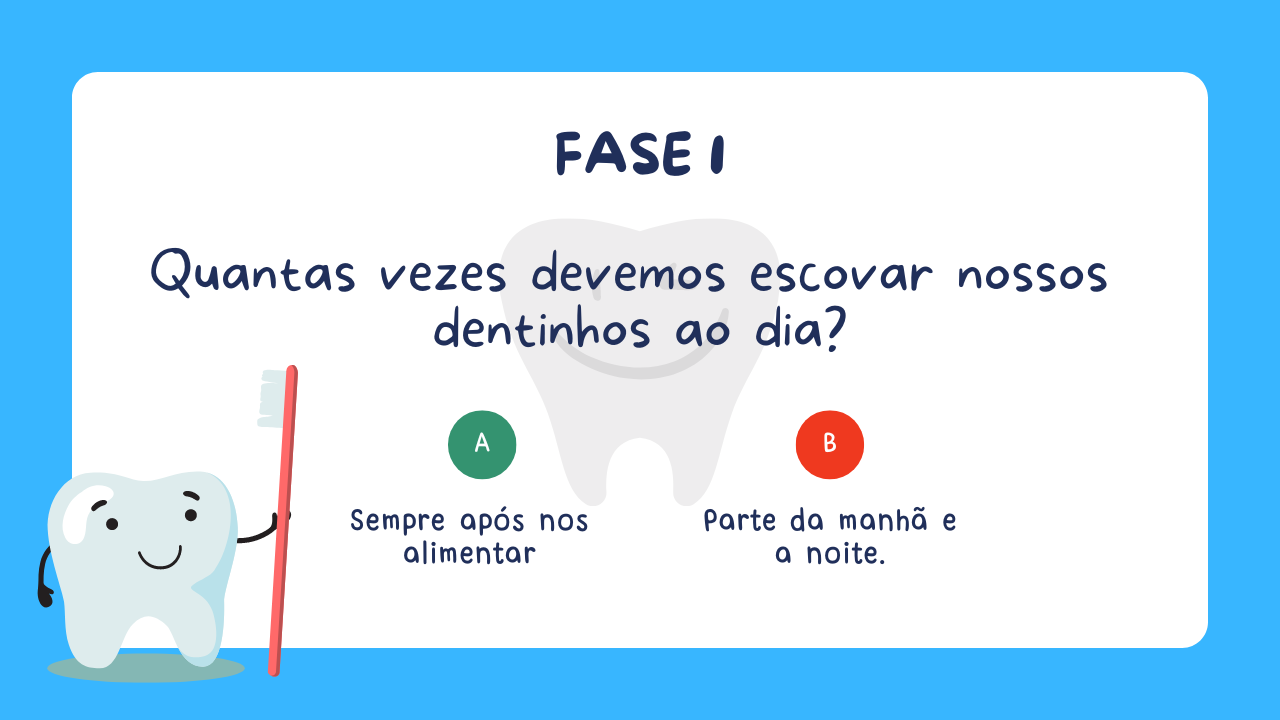 FASE 1
Quantas vezes devemos escovar nossos
dentinhos ao dia?
A
Sempre após nos
alimentar
B
Parte da manhã e
a noite.